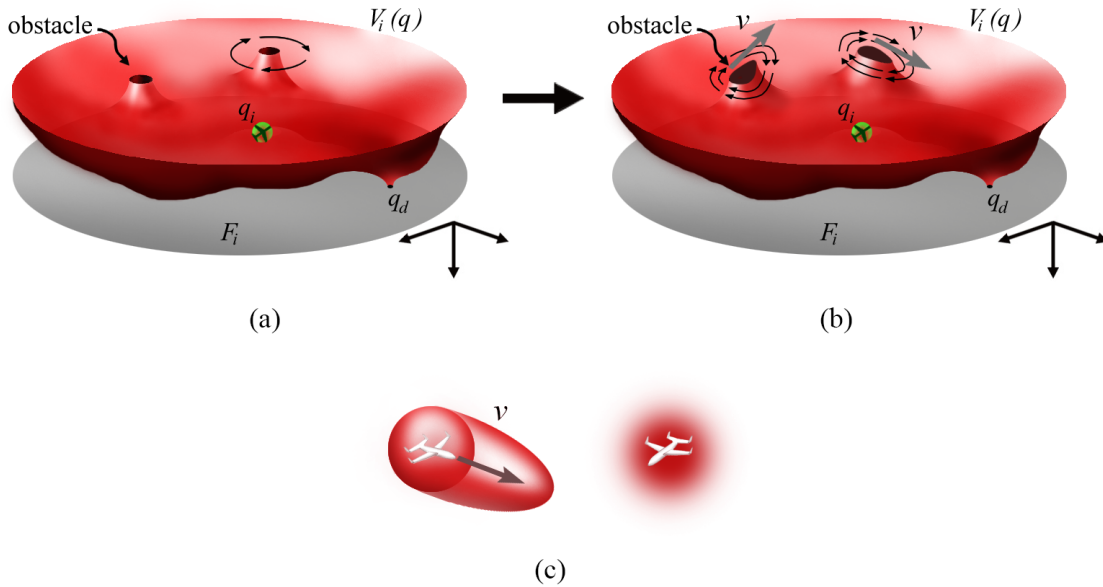 obstacle
V_i(q)
q_i
q_d
F_i
(a)
obstacle
v
v
V_i(q)
q_i
q_d
F_i
(b)
v
(c)